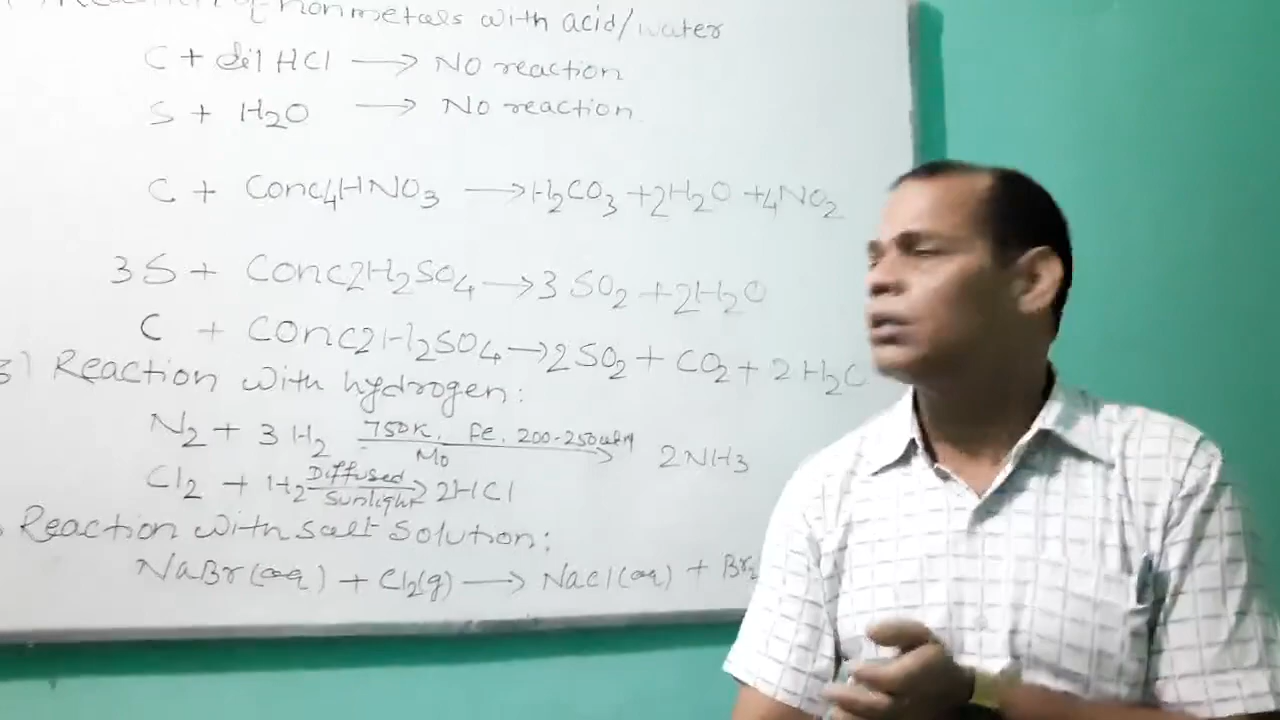 of nonmetals with acid/water
C + dil HCl → NO reaction
S + H2O → No reaction
C + Conc4HNO3 → H2CO3 + 2H2O + 4NO2
3S + Conc2H2SO4 → 3SO2 + 2H2O
C + Conc2H2SO4 → 2SO2 + CO2 + 2H2O
3) Reaction with hydrogen:
N2 + 3H2 750K, Fe, 200-250atm Mo → 2NH3
Cl2 + H2 Diffused Sunlight → 2HCl
Reaction with salt solution:
NaBr(aq) + Cl2(g) → NaCl(aq) + Br2